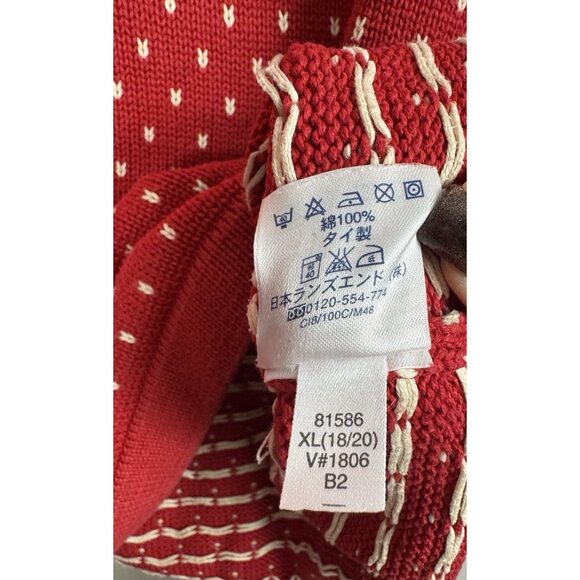 綿100%
タイ製
日本ランズエンド(株)
0120-554-774
CI8/100C/M48
81586
XL(18/20)
V#1806
B2